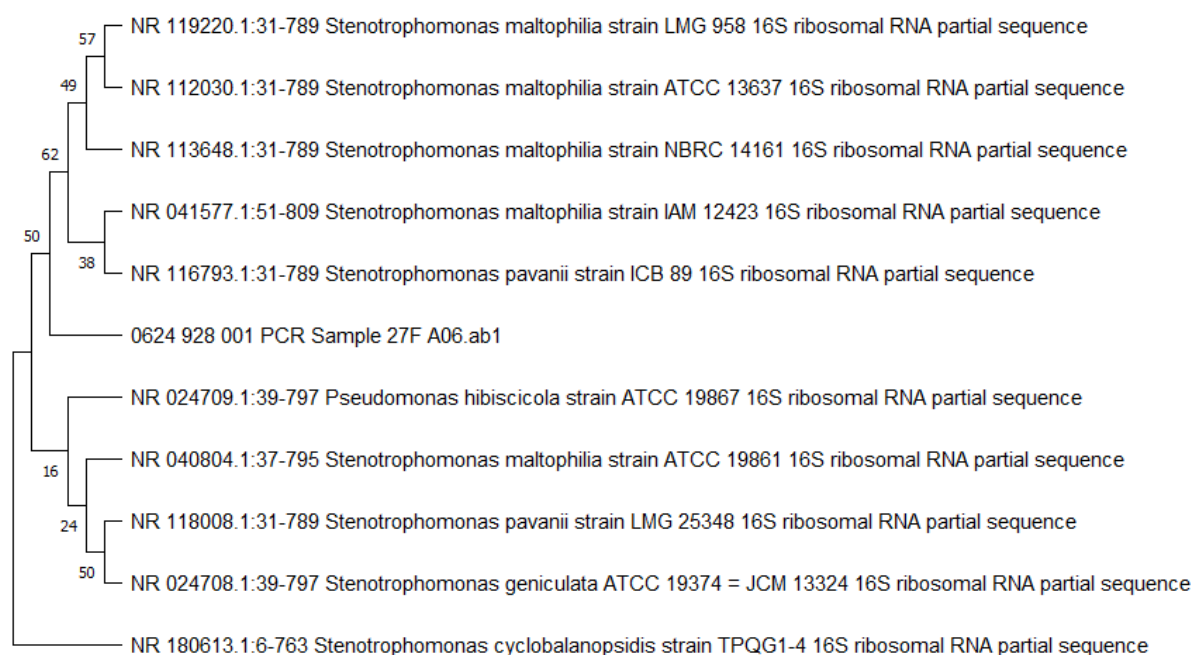 57
NR 119220.1:31-789 Stenotrophomonas maltophilia strain LMG 958 16S ribosomal RNA partial sequence
NR 112030.1:31-789 Stenotrophomonas maltophilia strain ATCC 13637 16S ribosomal RNA partial sequence
49
NR 113648.1:31-789 Stenotrophomonas maltophilia strain NBRC 14161 16S ribosomal RNA partial sequence
62
NR 041577.1:51-809 Stenotrophomonas maltophilia strain IAM 12423 16S ribosomal RNA partial sequence
50
38
NR 116793.1:31-789 Stenotrophomonas pavanii strain ICB 89 16S ribosomal RNA partial sequence
0624 928 001 PCR Sample 27F A06.ab1
NR 024709.1:39-797 Pseudomonas hibiscicola strain ATCC 19867 16S ribosomal RNA partial sequence
16
NR 040804.1:37-795 Stenotrophomonas maltophilia strain ATCC 19861 16S ribosomal RNA partial sequence
24
NR 118008.1:31-789 Stenotrophomonas pavanii strain LMG 25348 16S ribosomal RNA partial sequence
50
NR 024708.1:39-797 Stenotrophomonas geniculata ATCC 19374 = JCM 13324 16S ribosomal RNA partial sequence
NR 180613.1:6-763 Stenotrophomonas cyclobalanopsidis strain TPQG1-4 16S ribosomal RNA partial sequence